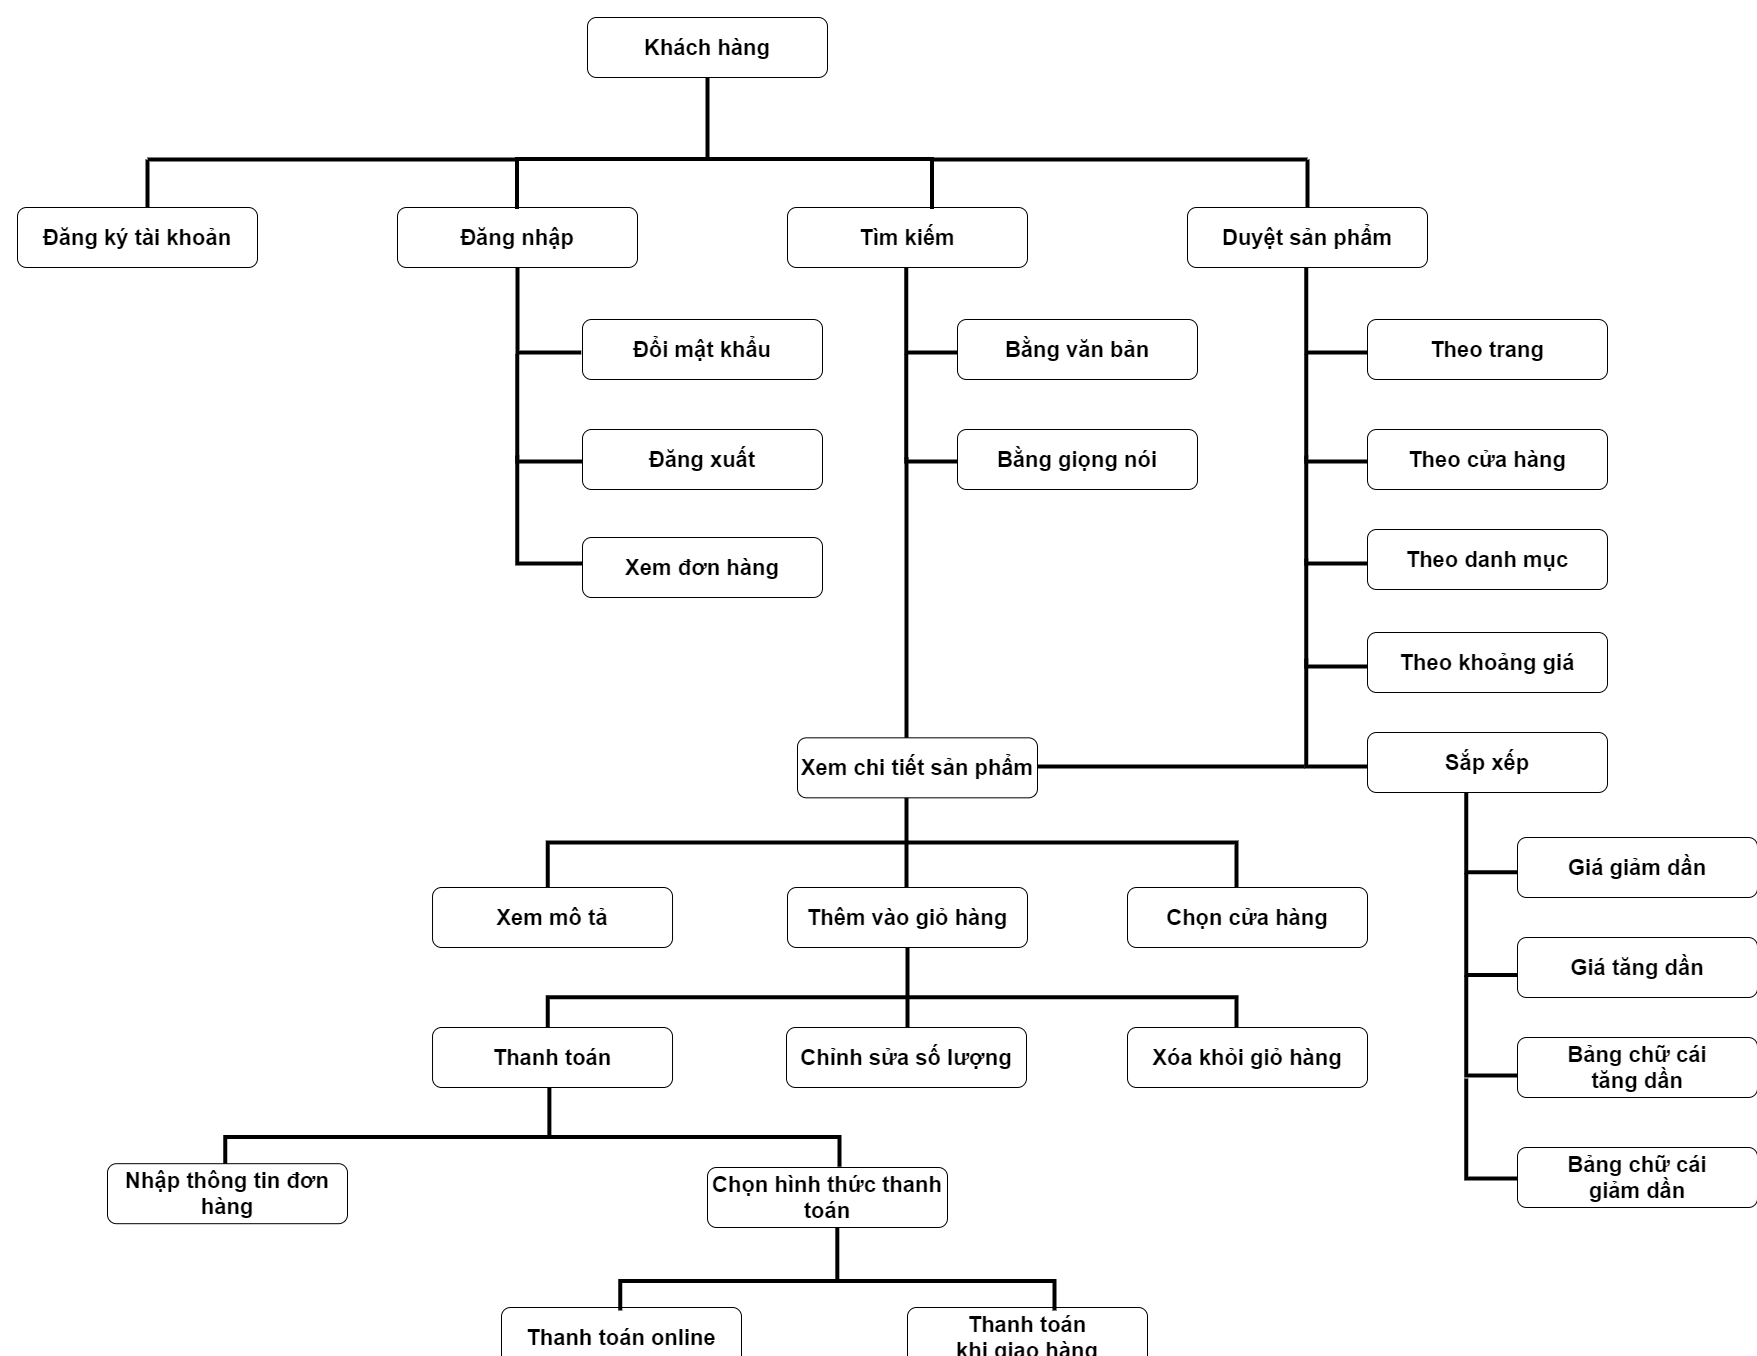 Khách hàng
Đăng ký tài khoản
Đăng nhập
Tìm kiếm
Duyệt sản phẩm
Đổi mật khẩu
Bằng văn bản
Theo trang
Đăng xuất
Bằng giọng nói
Theo cửa hàng
Xem đơn hàng
Theo danh mục
Theo khoảng giá
Xem chi tiết sản phẩm
Sắp xếp
Giá giảm dần
Xem mô tả
Thêm vào giỏ hàng
Chọn cửa hàng
Giá tăng dần
Thanh toán
Chỉnh sửa số lượng
Xóa khỏi giỏ hàng
Bảng chữ cái
tăng dần
Nhập thông tin đơn
hàng
Chọn hình thức thanh
toán
Bảng chữ cái
giảm dần
Thanh toán online
Thanh toán
khi giao hàng